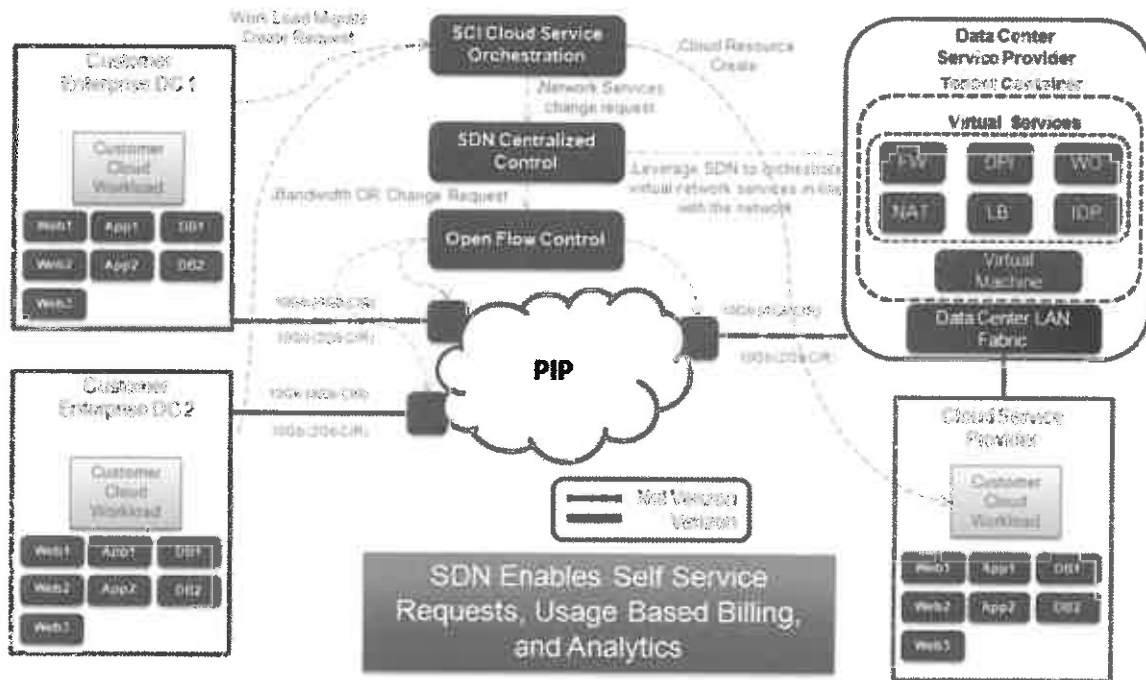 Work Load Migrate
Create Request
SCI Cloud Service
Orchestration
Cloud Resource
Create
Network Services
change request
SDN Centralized
Control
Leverage SDN to orchestrate
virtual network services in-line
with the network
Bandwidth OR Change Request
Open Flow Control
Customer
Enterprise DC 1
Customer
Cloud
Workload
Web1 App1 DB1
Web2 App2 DB2
Web3
Customer
Enterprise DC 2
Customer
Cloud
Workload
Web1 App1 DB1
Web2 App2 DB2
Web3
PIP
Not Verizon
Verizon
SDN Enables Self Service
Requests, Usage Based Billing,
and Analytics
Data Center
Service Provider
Tenant Container
Virtual Services
FW DPI WO
NAT LB IDP
Virtual
Machine
Data Center LAN
Fabric
Cloud Service
Provider
Customer
Cloud
Workload
Web1 App1 DB1
Web2 App2 DB2
Web3